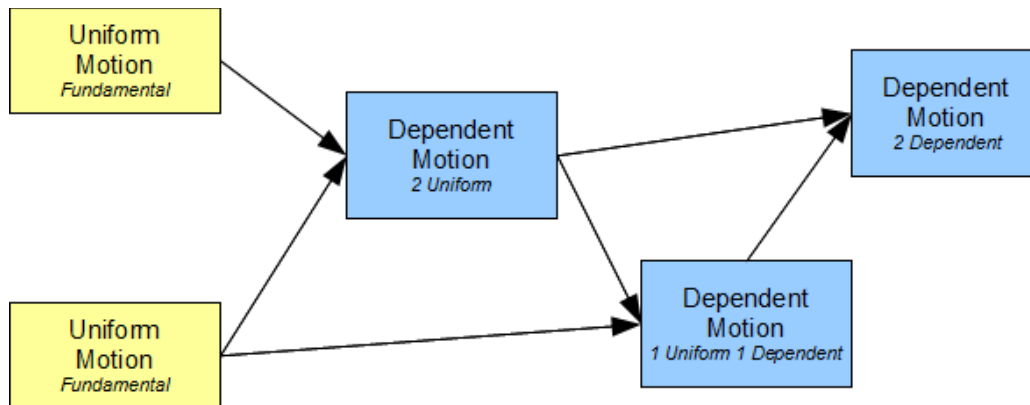 Uniform
Motion
Fundamental
Dependent
Motion
2 Uniform
Dependent
Motion
2 Dependent
Uniform
Motion
Fundamental
Dependent
Motion
1 Uniform 1 Dependent